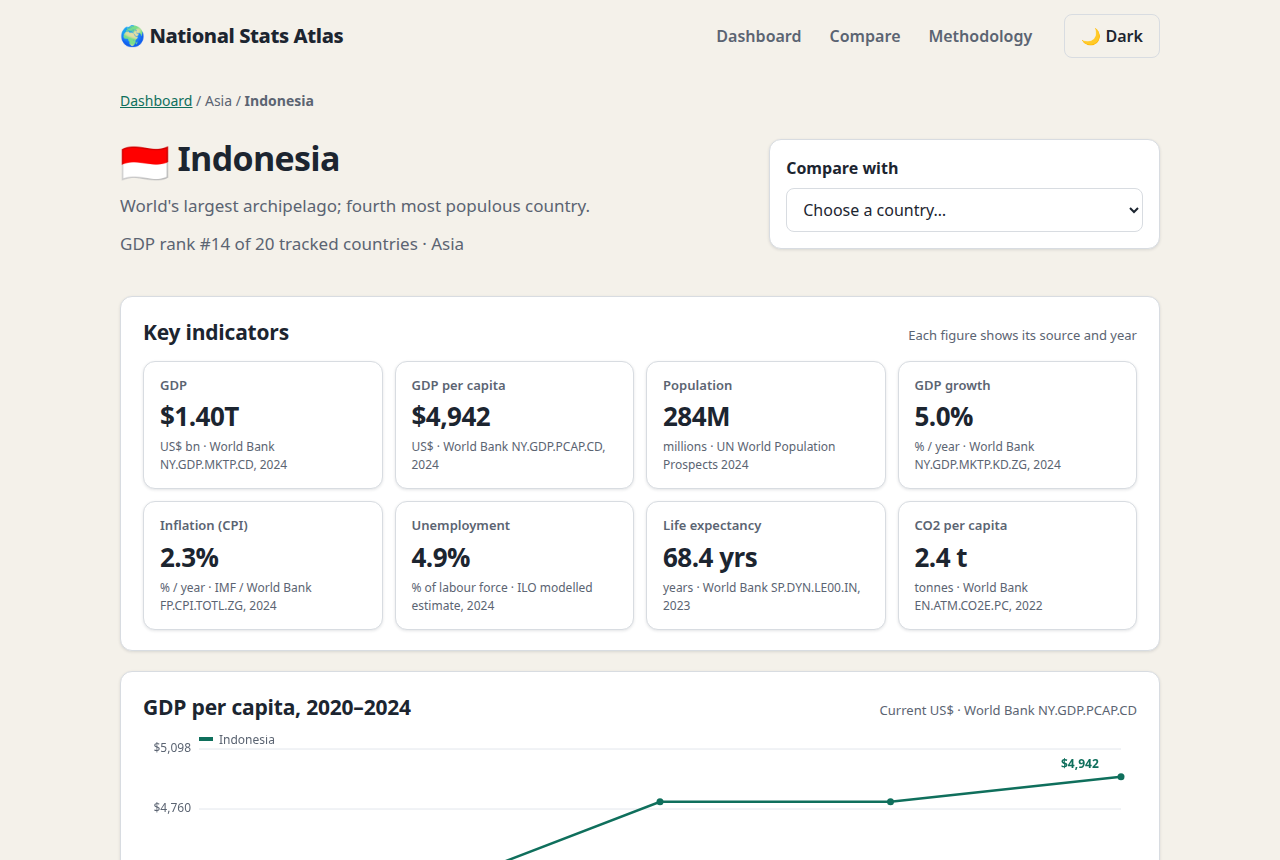 National Stats Atlas
Dashboard
Compare
Methodology
Dark
Dashboard / Asia / Indonesia
Indonesia
World's largest archipelago; fourth most populous country.
GDP rank #14 of 20 tracked countries · Asia
Compare with
Choose a country...
Key indicators
Each figure shows its source and year
GDP
$1.40T
US$ bn · World Bank
NY.GDP.MKTP.CD, 2024
GDP per capita
$4,942
US$ · World Bank NY.GDP.PCAP.CD,
2024
Population
284M
millions · UN World Population
Prospects 2024
GDP growth
5.0%
% / year · World Bank
NY.GDP.MKTP.KD.ZG, 2024
Inflation (CPI)
2.3%
% / year · IMF / World Bank
FP.CPI.TOTL.ZG, 2024
Unemployment
4.9%
% of labour force · ILO modelled
estimate, 2024
Life expectancy
68.4 yrs
years · World Bank SP.DYN.LE00.IN,
2023
CO2 per capita
2.4 t
tonnes · World Bank
EN.ATM.CO2E.PC, 2022
GDP per capita, 2020–2024
Current US$ · World Bank NY.GDP.PCAP.CD
Indonesia
$5,098
$4,942
$4,760